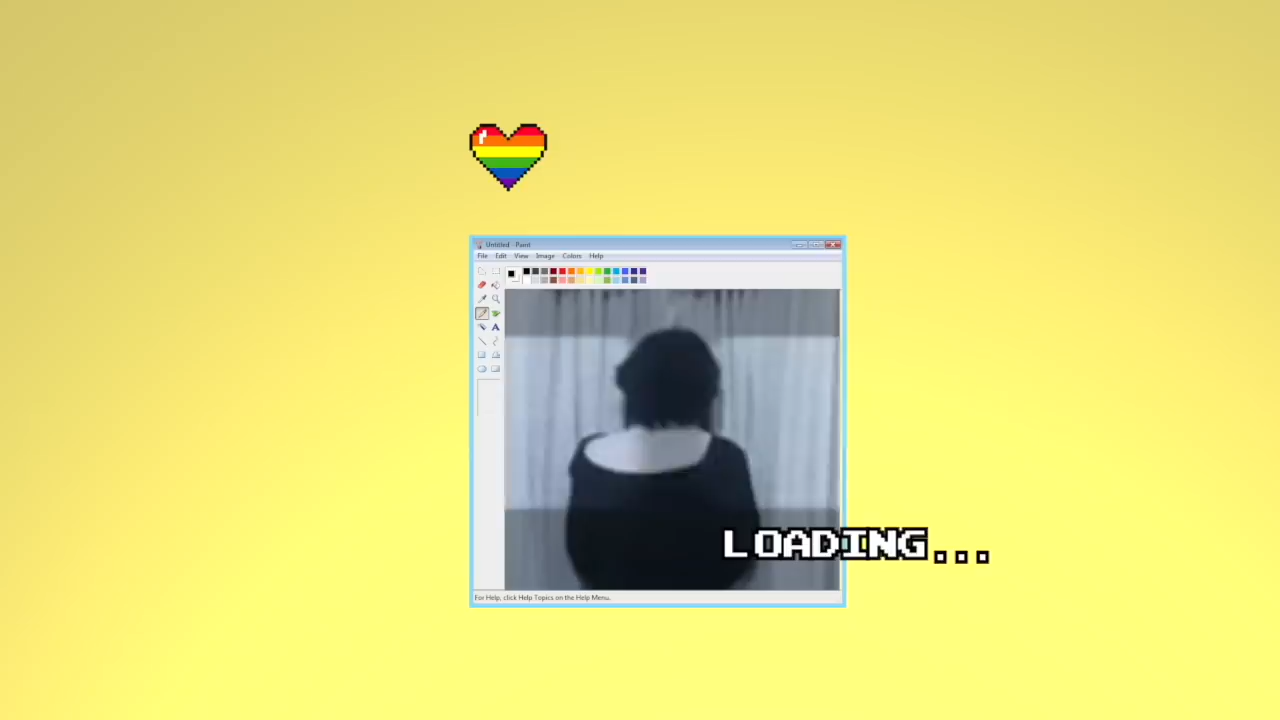 Untitled - Paint
File Edit View Image Colors Help
A
LOADING...
For Help, click Help Topics on the Help Menu.